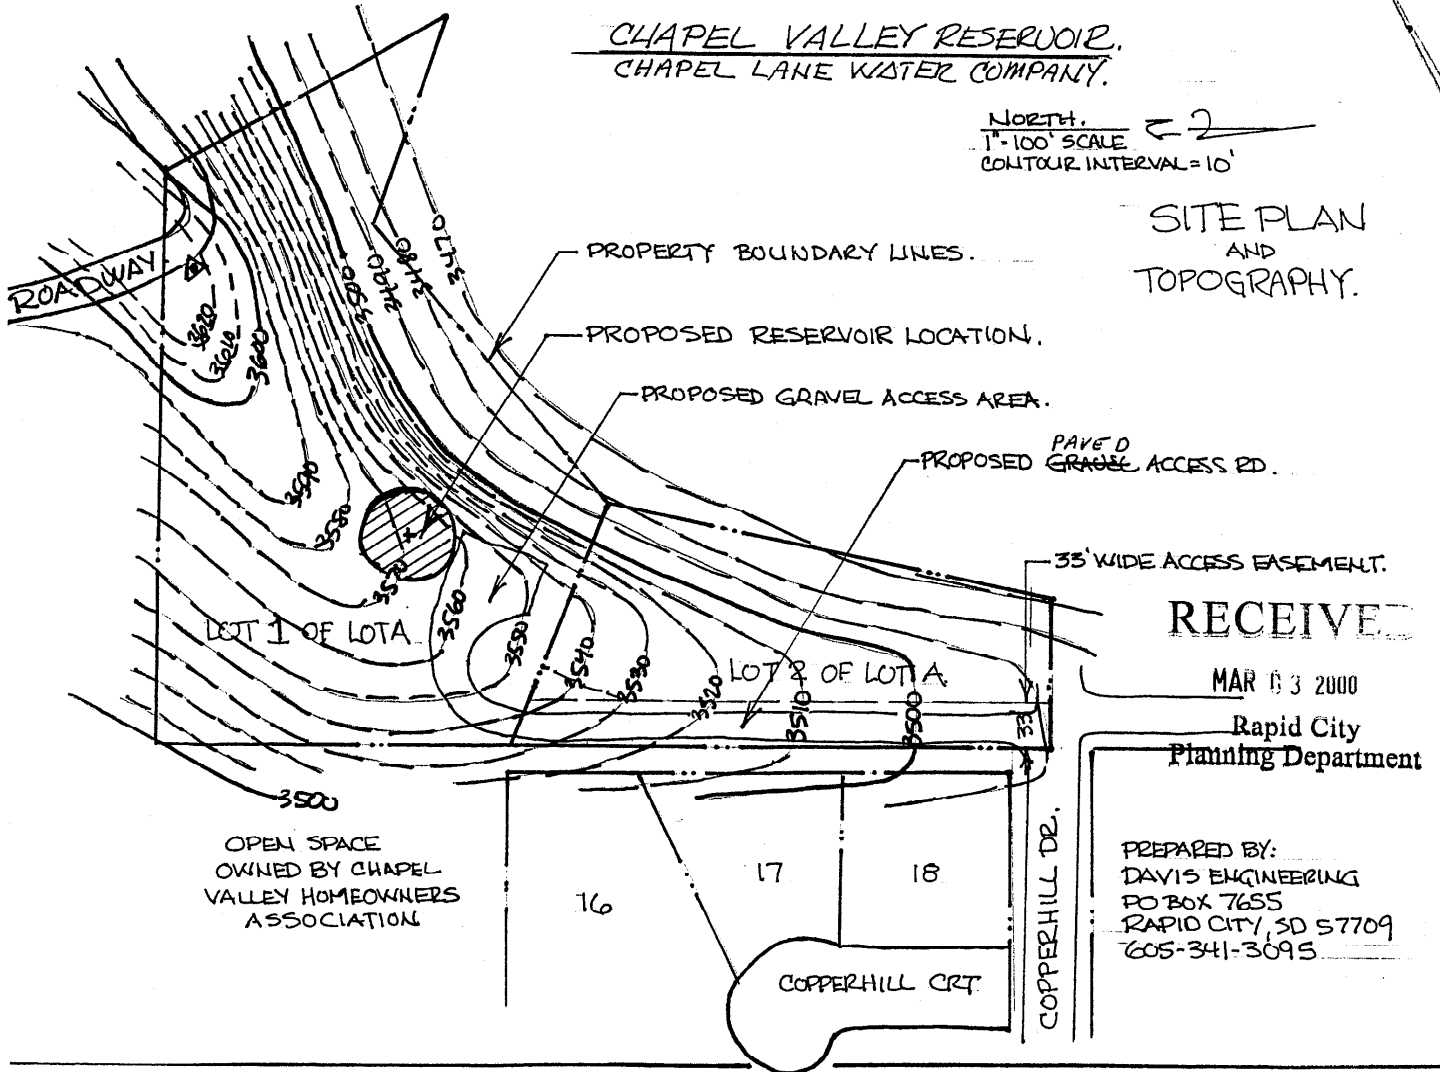 CHAPEL VALLEY RESERVOIR.
CHAPEL LANE WATER COMPANY.
NORTH.
1"-100' SCALE
CONTOUR INTERVAL=10'
SITE PLAN
AND
TOPOGRAPHY.
PROPERTY BOUNDARY LINES.
PROPOSED RESERVOIR LOCATION.
PROPOSED GRAVEL ACCESS AREA.
PAVED
PROPOSED GRAVEL ACCESS RD.
33' WIDE ACCESS EASEMENT.
RECEIVED
MAR 03 2000
Rapid City
Planning Department
ROADWAY
3620
3610
3600
3500
3490
3480
3470
3590
3580
3570
3560
3550
3540
3530
3520
3510
3500
33'
LOT 1 OF LOT A
LOT 2 OF LOT A
3500
OPEN SPACE
OWNED BY CHAPEL
VALLEY HOMEOWNERS
ASSOCIATION
16
17
18
COPPERHILL CRT
COPPERHILL DR.
PREPARED BY:
DAVIS ENGINEERING
PO BOX 7655
RAPID CITY, SD 57709
605-341-3095